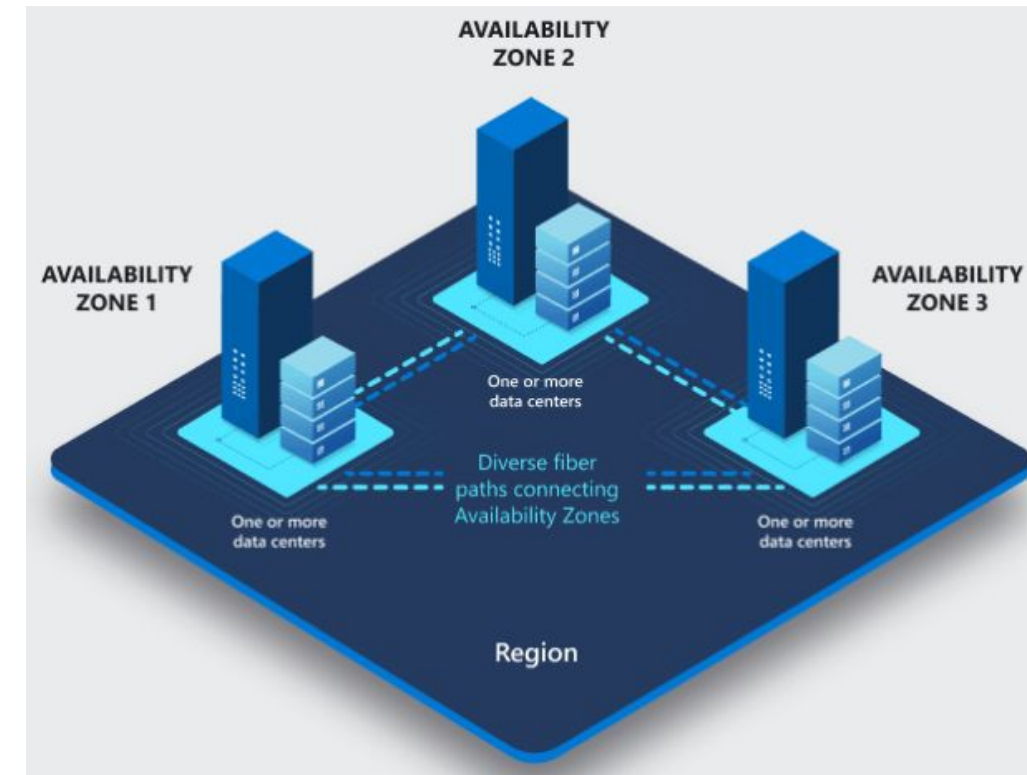 AVAILABILITY
ZONE 2
AVAILABILITY
ZONE 1
AVAILABILITY
ZONE 3
One or more
data centers
Diverse fiber
paths connecting
Availability Zones
One or more
data centers
One or more
data centers
Region